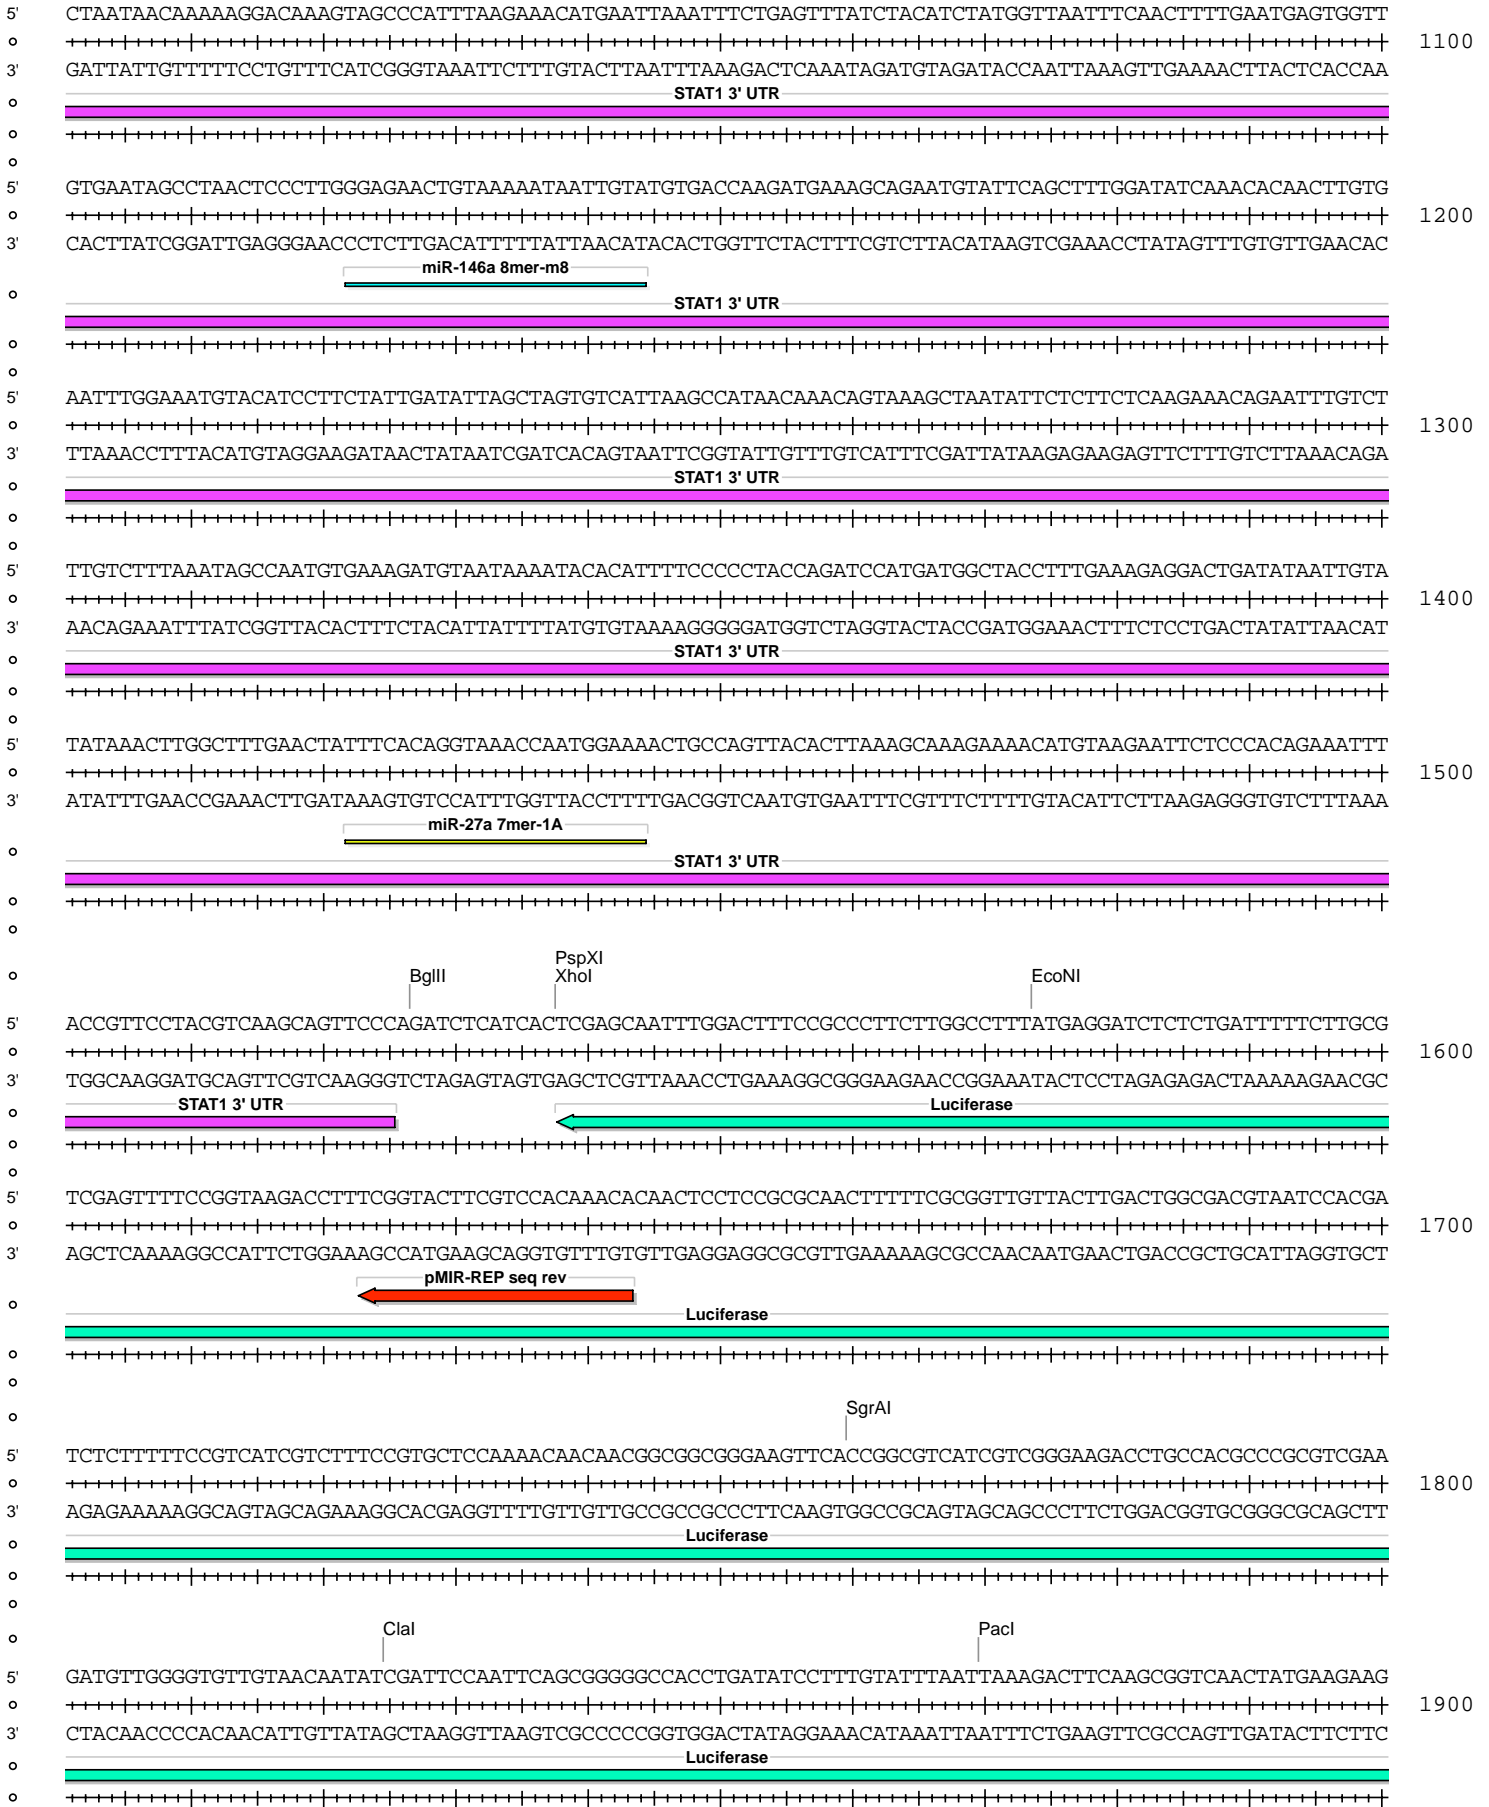 5' CTAATAACAAAAAGGACAAAGTAGCCCATTTAAGAAACATGAATTAAATTTCTGAGTTTATCTACATCTATGGTTAATTTCAACTTTTGAATGAGTGGTT
1100
3' GATTATTGTTTTTCCTGTTTCATCGGGTAAATTCTTTGTACTTAATTTAAAGACTCAAATAGATGTAGATACCAATTAAAGTTGAAAACTTACTCACCAA
STAT1 3' UTR
5' GTGAATAGCCTAACTCCCTTGGGAGAACTGTAAAAATAATTGTATGTGACCAAGATGAAAGCAGAATGTATTCAGCTTTGGATATCAAACACAACTTGTG
1200
3' CACTTATCGGATTGAGGGAACCCTCTTGACATTTTTATTAACATACACTGGTTCTACTTTCGTCTTACATAAGTCGAAACCTATAGTTTGTGTTGAACAC
miR-146a 8mer-m8
STAT1 3' UTR
5' AATTTGGAAATGTACATCCTTCTATTGATATTAGCTAGTGTCATTAAGCCATAACAAACAGTAAAGCTAATATTCTCTTCTCAAGAAACAGAATTTGTCT
1300
3' TTAAACCTTTACATGTAGGAAGATAACTATAATCGATCACAGTAATTCGGTATTGTTTGTCATTTCGATTATAAGAGAAGAGTTCTTTGTCTTAAACAGA
STAT1 3' UTR
5' TTGTCTTTAAATAGCCAATGTGAAAGATGTAATAAAATACACATTTTCCCCCTACCAGATCCATGATGGCTACCTTTGAAAGAGGACTGATATAATTGTA
1400
3' AACAGAAATTTATCGGTTACACTTTCTACATTATTTTATGTGTAAAAGGGGGATGGTCTAGGTACTACCGATGGAAACTTTCTCCTGACTATATTAACAT
STAT1 3' UTR
5' TATAAACTTGGCTTTGAACTATTTCACAGGTAAACCAATGGAAAACTGCCAGTTACACTTAAAGCAAAGAAAACATGTAAGAATTCTCCCACAGAAATTT
1500
3' ATATTTGAACCGAAACTTGATAAAGTGTCCATTTGGTTACCTTTTGACGGTCAATGTGAATTTCGTTTCTTTTGTACATTCTTAAGAGGGTGTCTTTAAA
miR-27a 7mer-1A
STAT1 3' UTR
PspXI
BglII XhoI EcoNI
5' ACCGTTCCTACGTCAAGCAGTTCCCAGATCTCATCACTCGAGCAATTTGGACTTTCCGCCCTTCTTGGCCTTTATGAGGATCTCTCTGATTTTTCTTGCG
1600
3' TGGCAAGGATGCAGTTCGTCAAGGGTCTAGAGTAGTGAGCTCGTTAAACCTGAAAGGCGGGAAGAACCGGAAATACTCCTAGAGAGACTAAAAAGAACGC
STAT1 3' UTR Luciferase
5' TCGAGTTTTCCGGTAAGACCTTTCGGTACTTCGTCCACAAACACAACTCCTCCGCGCAACTTTTTCGCGGTTGTTACTTGACTGGCGACGTAATCCACGA
1700
3' AGCTCAAAAGGCCATTCTGGAAAGCCATGAAGCAGGTGTTTGTGTTGAGGAGGCGCGTTGAAAAAGCGCCAACAATGAACTGACCGCTGCATTAGGTGCT
pMIR-REP seq rev
Luciferase
SgrAI
5' TCTCTTTTTCCGTCATCGTCTTTCCGTGCTCCAAAACAACAACGGCGGCGGGAAGTTCACCGGCGTCATCGTCGGGAAGACCTGCCACGCCCGCGTCGAA
1800
3' AGAGAAAAAGGCAGTAGCAGAAAGGCACGAGGTTTTGTTGTTGCCGCCGCCCTTCAAGTGGCCGCAGTAGCAGCCCTTCTGGACGGTGCGGGCGCAGCTT
Luciferase
ClaI PacI
5' GATGTTGGGGTGTTGTAACAATATCGATTCCAATTCAGCGGGGGCCACCTGATATCCTTTGTATTTAATTAAAGACTTCAAGCGGTCAACTATGAAGAAG
1900
3' CTACAACCCCACAACATTGTTATAGCTAAGGTTAAGTCGCCCCCGGTGGACTATAGGAAACATAAATTAATTTCTGAAGTTCGCCAGTTGATACTTCTTC
Luciferase